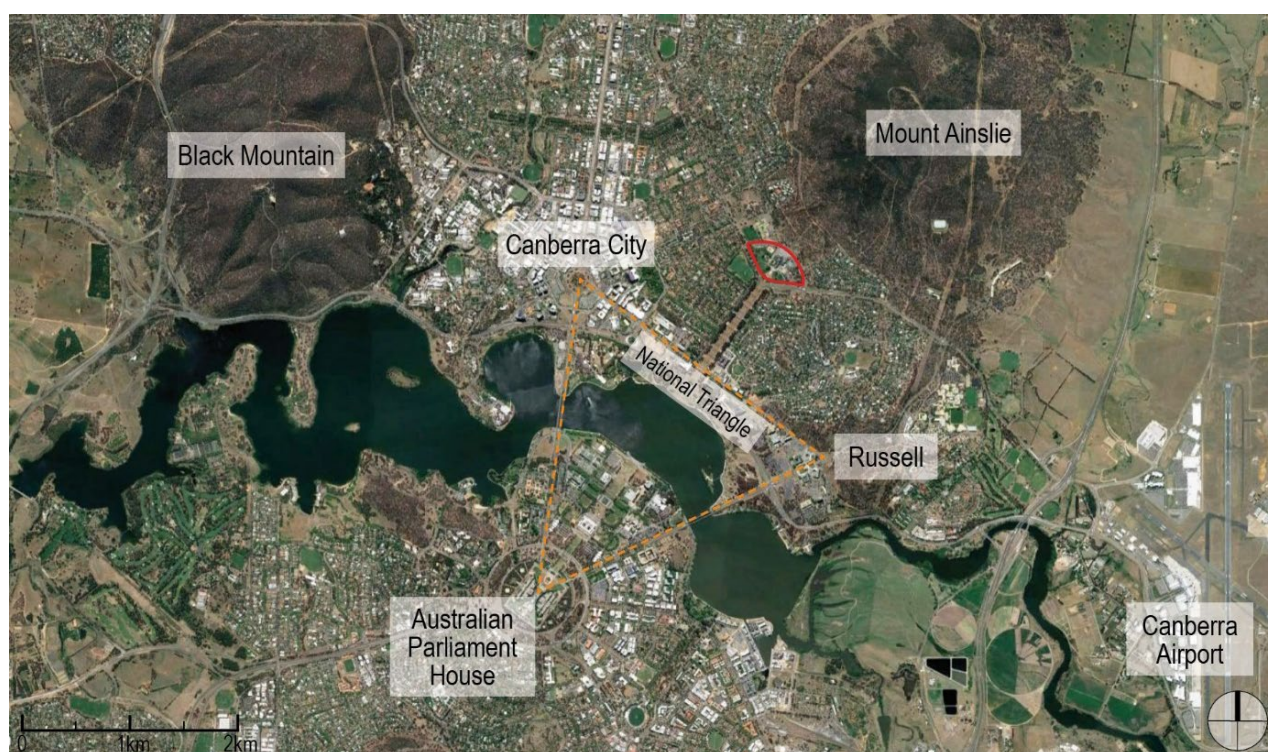 Black Mountain
Mount Ainslie
Canberra City
National Triangle
Russell
Australian
Parliament
House
Canberra
Airport
0 1km 2km